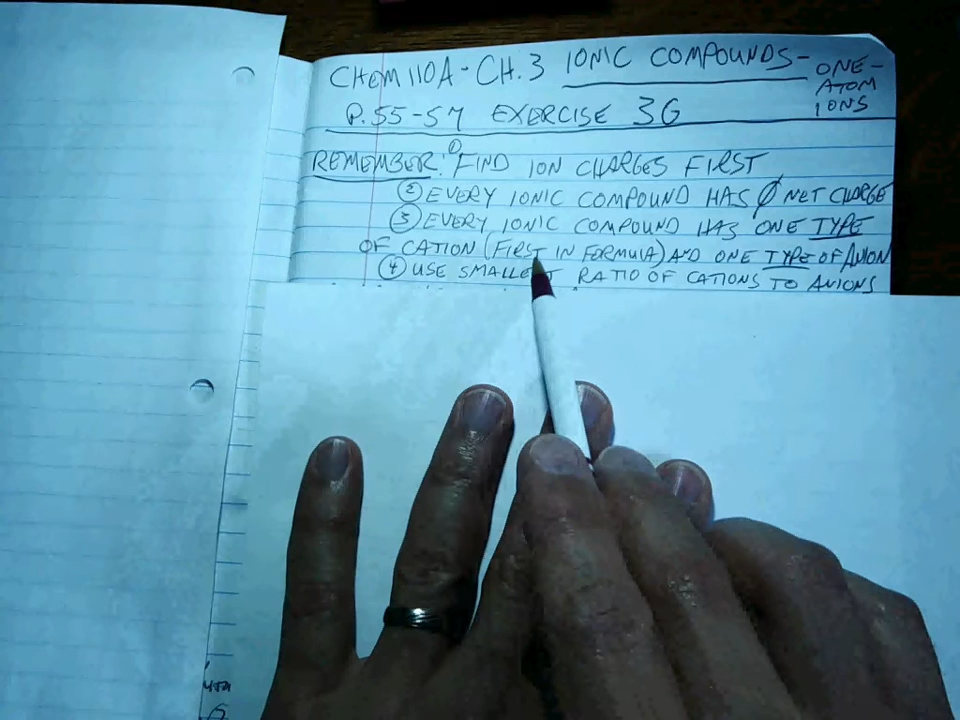 CHEM 110A - CH. 3 IONIC COMPOUNDS - ONE-
ATOM
IONS
P. 55-57 EXERCISE 3G
REMEMBER: ① FIND ION CHARGES FIRST
② EVERY IONIC COMPOUND HAS 0 NET CHARGE
③ EVERY IONIC COMPOUND HAS ONE TYPE
OF CATION (FIRST IN FORMULA) AND ONE TYPE OF ANION
④ USE SMALLEST RATIO OF CATIONS TO ANIONS